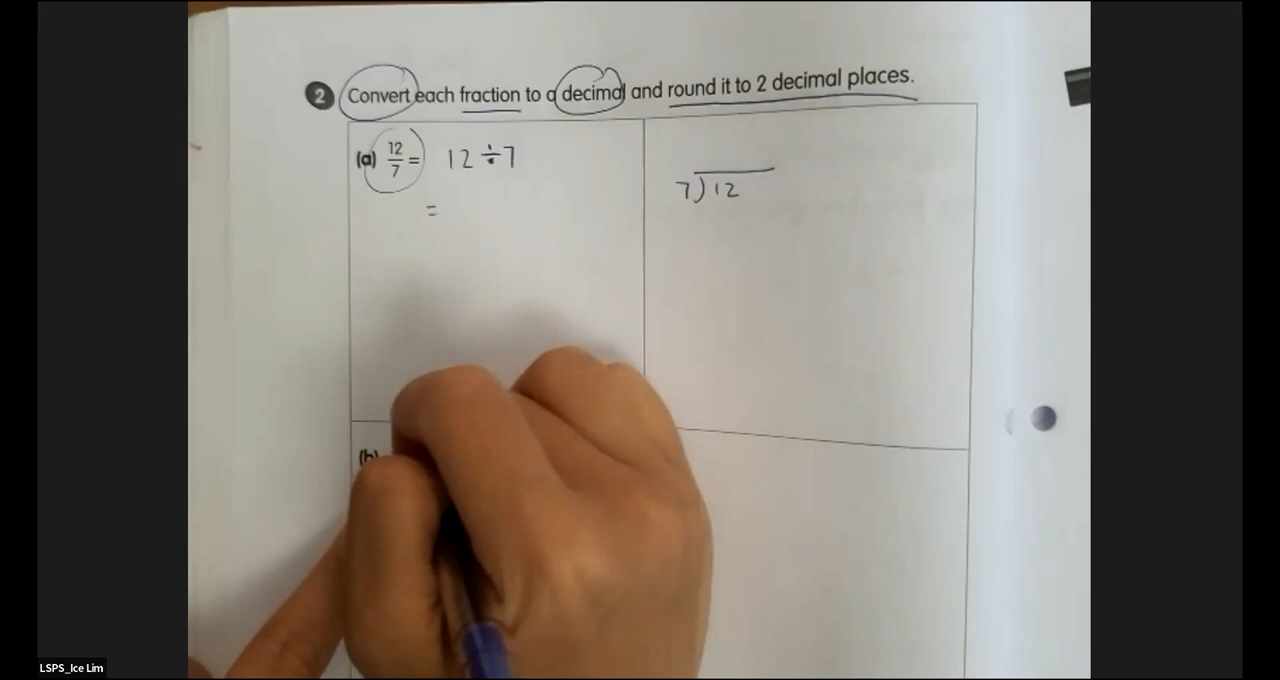 2 Convert each fraction to a decimal and round it to 2 decimal places.
(a) 12/7 = 12 ÷ 7
=
7)12
(b)
LSPS_Ice Lim